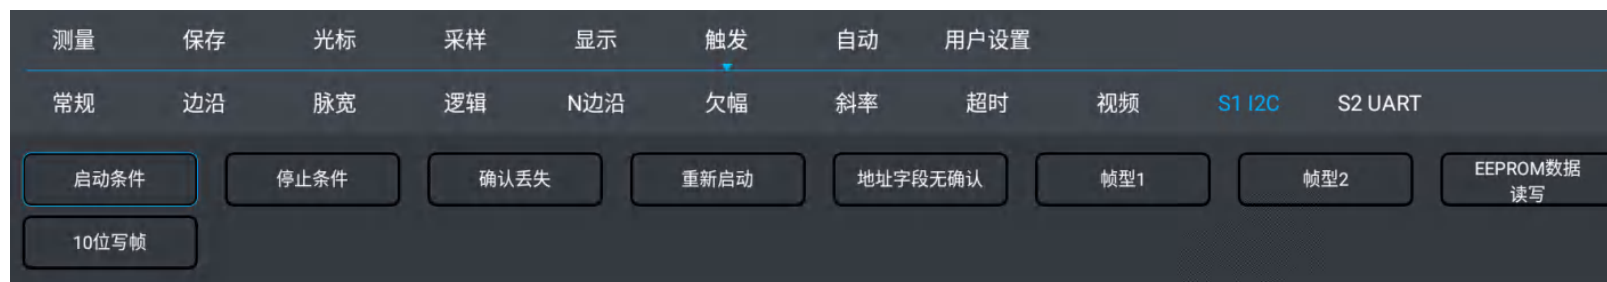 测量 保存 光标 采样 显示 触发 自动 用户设置
常规 边沿 脉宽 逻辑 N边沿 欠幅 斜率 超时 视频 S1 I2C S2 UART
启动条件 停止条件 确认丢失 重新启动 地址字段无确认 帧型1 帧型2 EEPROM数据
读写
10位写帧